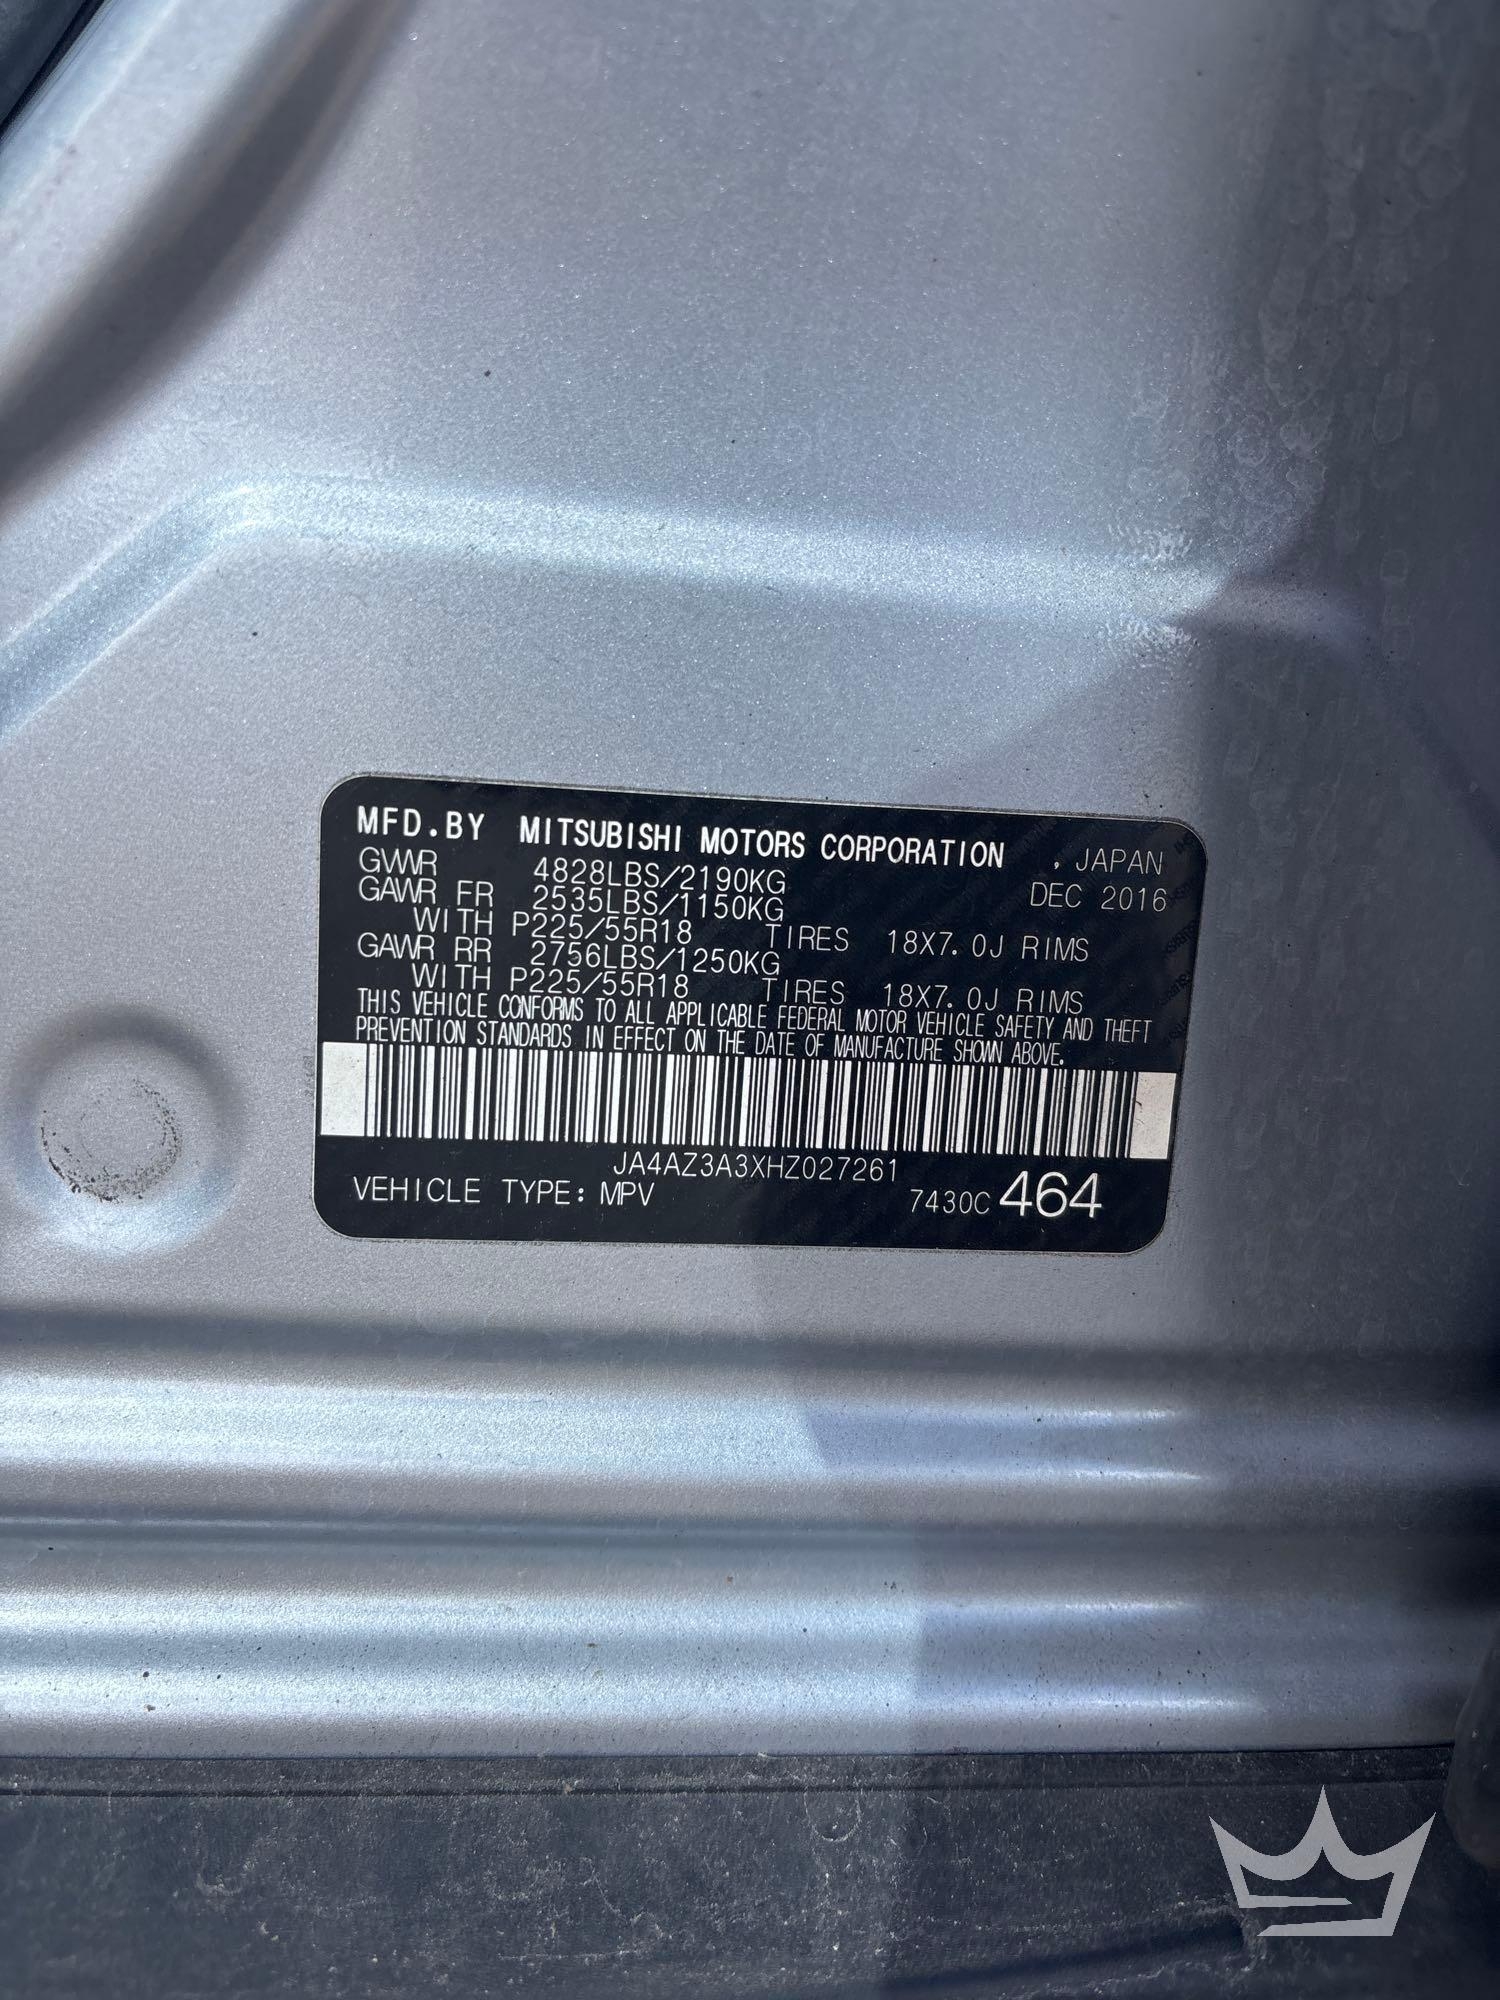 MFD.BY MITSUBISHI MOTORS CORPORATION , JAPAN
GVWR 4828LBS/2190KG DEC 2016
GAWR FR 2535LBS/1150KG
WITH P225/55R18 TIRES 18X7.0J RIMS
GAWR RR 2756LBS/1250KG
WITH P225/55R18 TIRES 18X7.0J RIMS
THIS VEHICLE CONFORMS TO ALL APPLICABLE FEDERAL MOTOR VEHICLE SAFETY AND THEFT
PREVENTION STANDARDS IN EFFECT ON THE DATE OF MANUFACTURE SHOWN ABOVE.
JA4AZ3A3XHZ027261
VEHICLE TYPE: MPV 7430C 464